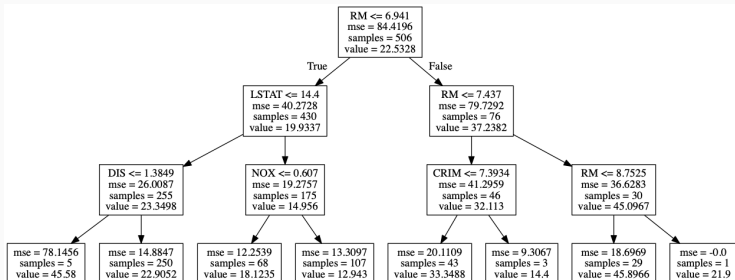 RM <= 6.941
mse = 84.4196
samples = 506
value = 22.5328
True
False
LSTAT <= 14.4
mse = 40.2728
samples = 430
value = 19.9337
RM <= 7.437
mse = 79.7292
samples = 76
value = 37.2382
DIS <= 1.3849
mse = 26.0087
samples = 255
value = 23.3498
NOX <= 0.607
mse = 19.2757
samples = 175
value = 14.956
CRIM <= 7.3934
mse = 41.2959
samples = 46
value = 32.113
RM <= 8.7525
mse = 36.6283
samples = 30
value = 45.0967
mse = 78.1456
samples = 5
value = 45.58
mse = 14.8847
samples = 250
value = 22.9052
mse = 12.2539
samples = 68
value = 18.1235
mse = 13.3097
samples = 107
value = 12.943
mse = 20.1109
samples = 43
value = 33.3488
mse = 9.3067
samples = 3
value = 14.4
mse = 18.6969
samples = 29
value = 45.8966
mse = -0.0
samples = 1
value = 21.9